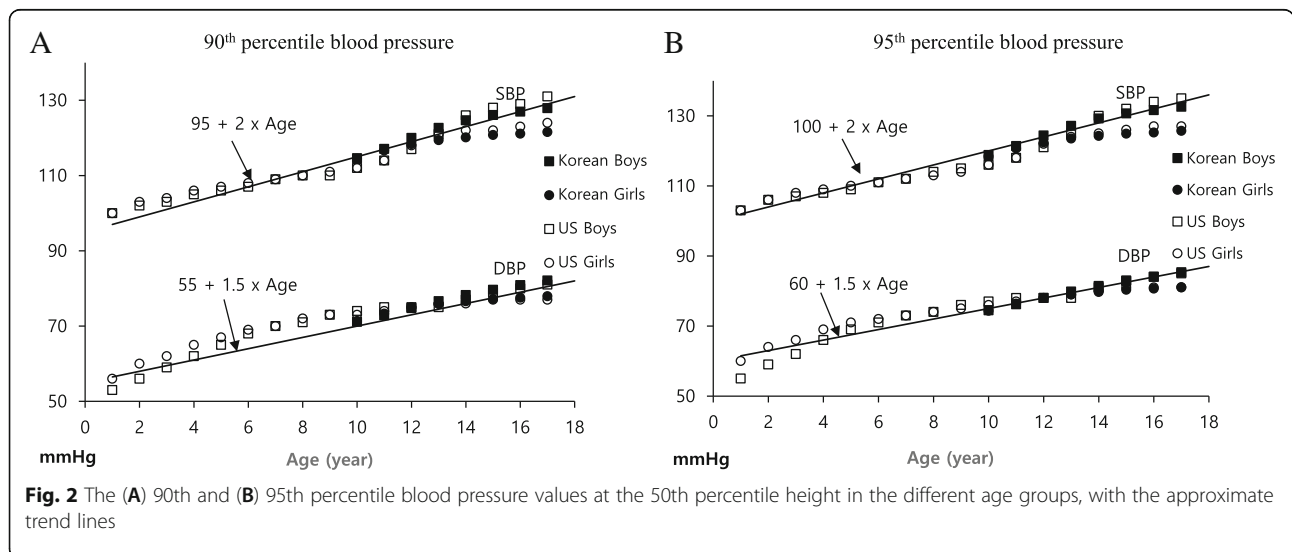 A
90th percentile blood pressure
130
110
90
70
50
0 2 4 6 8 10 12 14 16 18
mmHg
Age (year)
SBP
95 + 2 x Age
DBP
55 + 1.5 x Age
Korean Boys
Korean Girls
US Boys
US Girls
B
95th percentile blood pressure
130
110
90
70
50
0 2 4 6 8 10 12 14 16 18
mmHg
Age (year)
SBP
100 + 2 x Age
DBP
60 + 1.5 x Age
Korean Boys
Korean Girls
US Boys
US Girls
Fig. 2 The (A) 90th and (B) 95th percentile blood pressure values at the 50th percentile height in the different age groups, with the approximate
trend lines